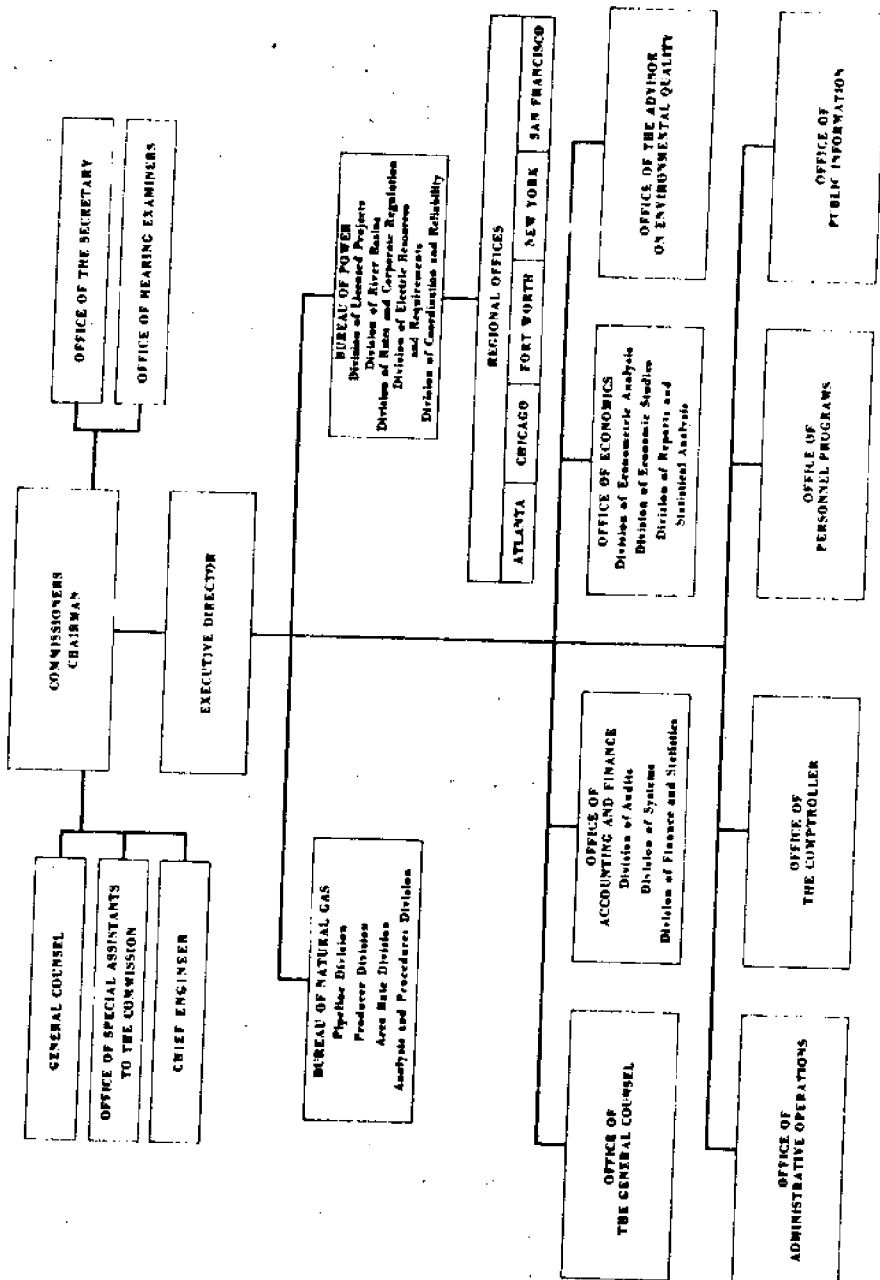 COMMISSIONERS
CHAIRMAN
GENERAL COUNSEL
OFFICE OF SPECIAL ASSISTANTS
TO THE COMMISSION
CHIEF ENGINEER
OFFICE OF THE SECRETARY
OFFICE OF HEARING EXAMINERS
EXECUTIVE DIRECTOR
BUREAU OF NATURAL GAS
Pipeline Division
Producer Division
Area Rate Division
Analysis and Procedures Division
BUREAU OF POWER
Division of Licensed Projects
Division of River Basins
Division of Rates and Corporate Regulation
Division of Electric Resources
and Requirements
Division of Coordination and Reliability
REGIONAL OFFICES
ATLANTA CHICAGO FORT WORTH NEW YORK SAN FRANCISCO
OFFICE OF
THE GENERAL COUNSEL
OFFICE OF
ACCOUNTING AND FINANCE
Division of Audits
Division of Systems
Division of Finance and Statistics
OFFICE OF ECONOMICS
Division of Econometric Analysis
Division of Economic Studies
Division of Reports and
Statistical Analysis
OFFICE OF THE ADVISOR
ON ENVIRONMENTAL QUALITY
OFFICE OF
ADMINISTRATIVE OPERATIONS
OFFICE OF
THE COMPTROLLER
OFFICE OF
PERSONNEL PROGRAMS
OFFICE OF
PUBLIC INFORMATION